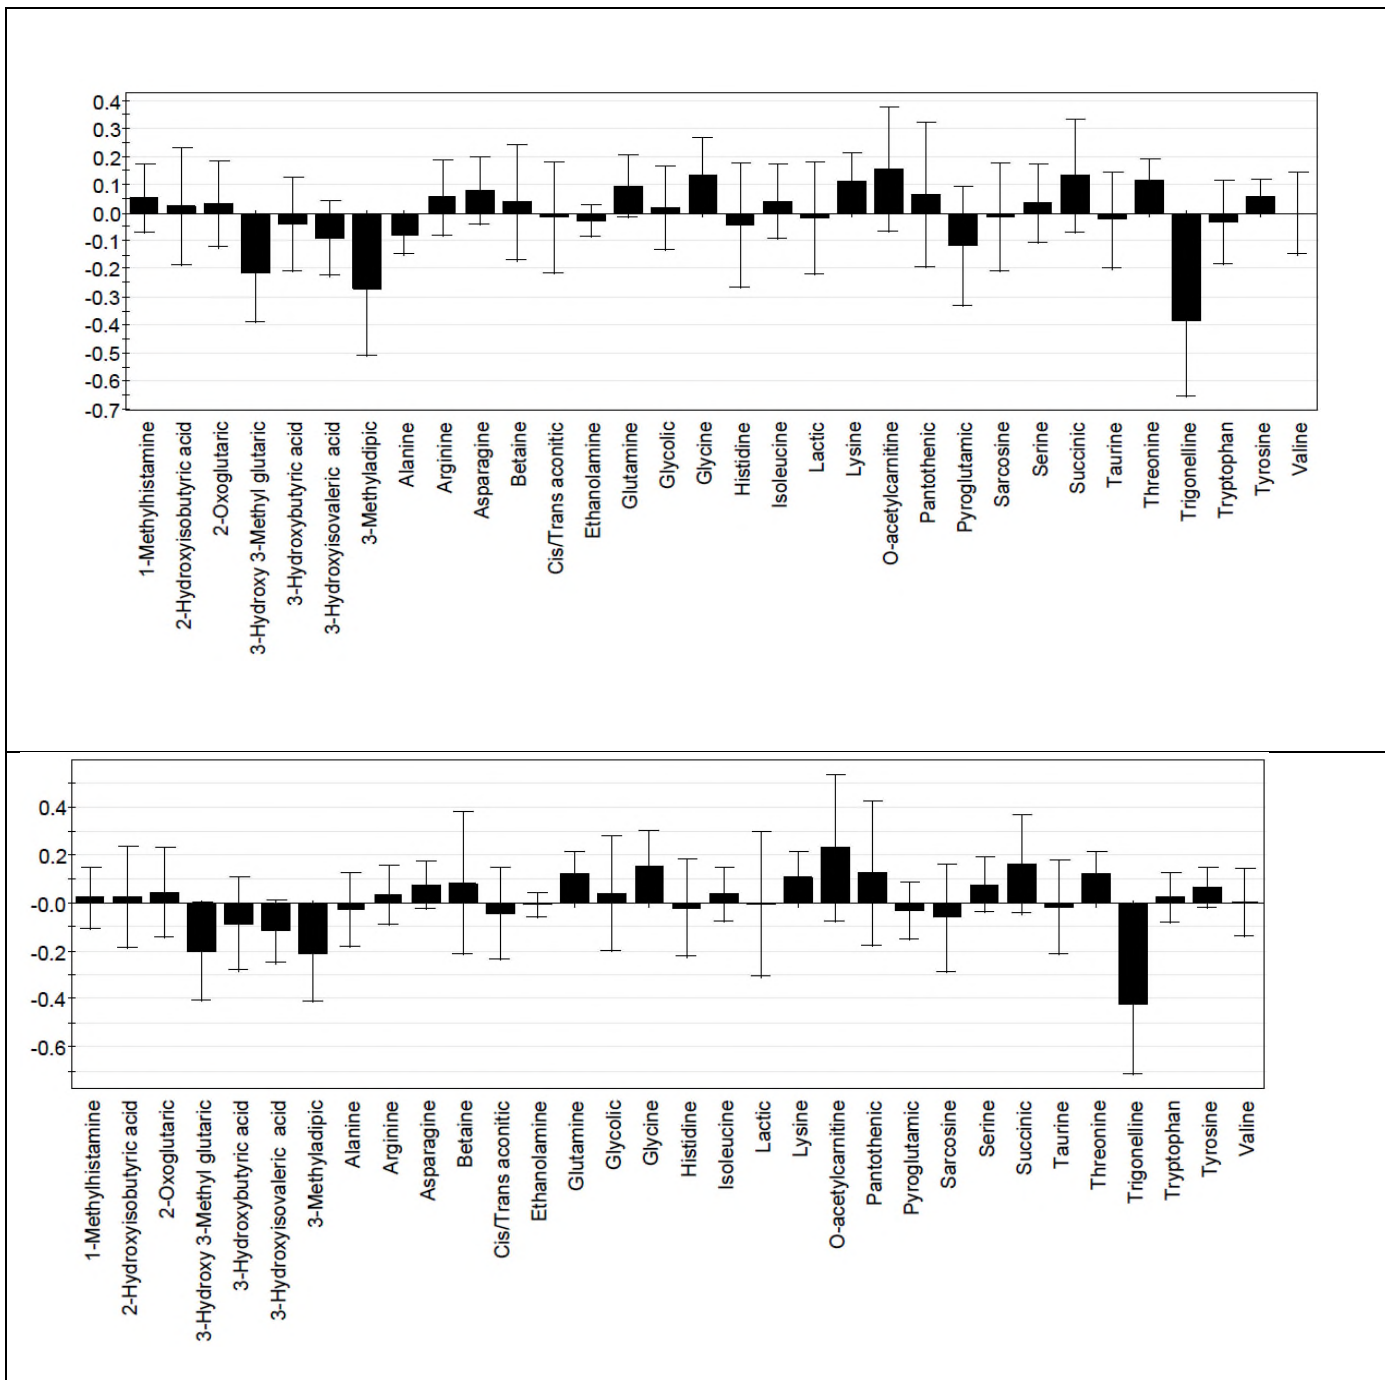 0.4
0.3
0.2
0.1
0.0
-0.1
-0.2
-0.3
-0.4
-0.5
-0.6
-0.7
1-Methylhistamine
2-Hydroxyisobutyric acid
2-Oxoglutaric
3-Hydroxy 3-Methyl glutaric
3-Hydroxybutyric acid
3-Hydroxyisovaleric acid
3-Methyladipic
Alanine
Arginine
Asparagine
Betaine
Cis/Trans aconitic
Ethanolamine
Glutamine
Glycolic
Glycine
Histidine
Isoleucine
Lactic
Lysine
O-acetylcarnitine
Pantothenic
Pyroglutamic
Sarcosine
Serine
Succinic
Taurine
Threonine
Trigonelline
Tryptophan
Tyrosine
Valine
0.4
0.2
-0.0
-0.2
-0.4
-0.6
1-Methylhistamine
2-Hydroxyisobutyric acid
2-Oxoglutaric
3-Hydroxy 3-Methyl glutaric
3-Hydroxybutyric acid
3-Hydroxyisovaleric acid
3-Methyladipic
Alanine
Arginine
Asparagine
Betaine
Cis/Trans aconitic
Ethanolamine
Glutamine
Glycolic
Glycine
Histidine
Isoleucine
Lactic
Lysine
O-acetylcarnitine
Pantothenic
Pyroglutamic
Sarcosine
Serine
Succinic
Taurine
Threonine
Trigonelline
Tryptophan
Tyrosine
Valine